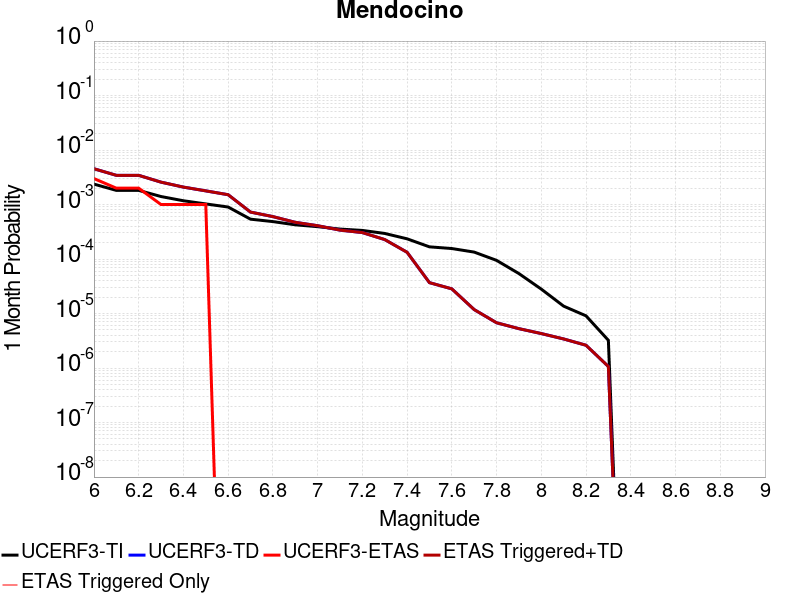 Mendocino
10^0
10^-1
10^-2
10^-3
10^-4
10^-5
10^-6
10^-7
10^-8
1 Month Probability
6 6.2 6.4 6.6 6.8 7 7.2 7.4 7.6 7.8 8 8.2 8.4 8.6 8.8 9
Magnitude
UCERF3-TI UCERF3-TD UCERF3-ETAS ETAS Triggered+TD
ETAS Triggered Only